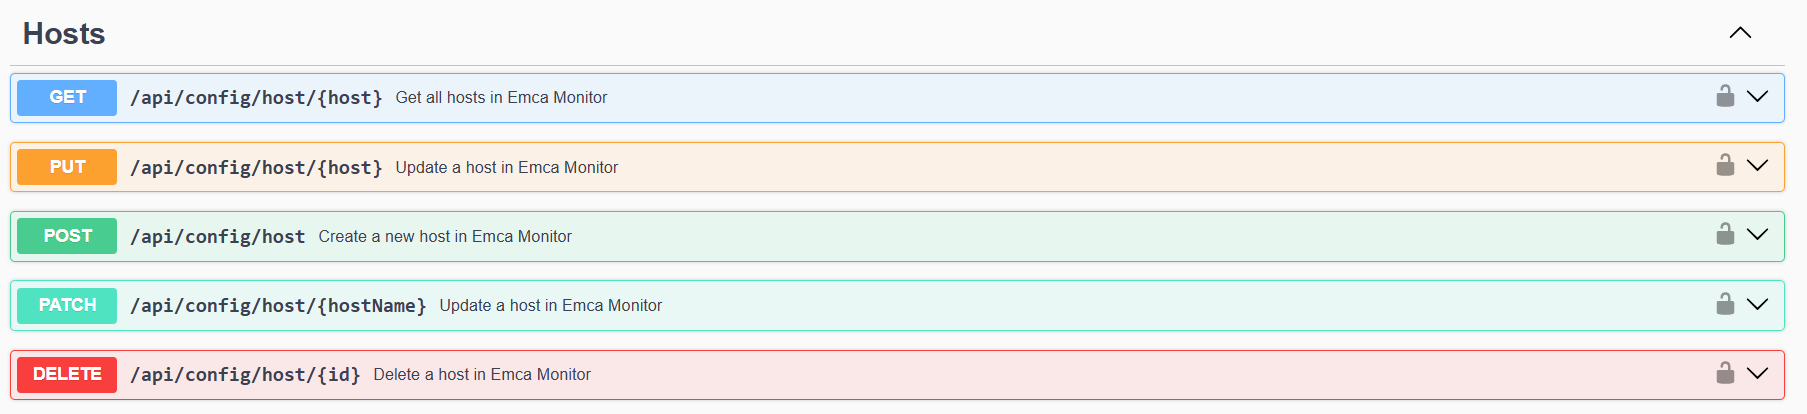 Hosts
GET /api/config/host/{host} Get all hosts in Emca Monitor
PUT /api/config/host/{host} Update a host in Emca Monitor
POST /api/config/host Create a new host in Emca Monitor
PATCH /api/config/host/{hostName} Update a host in Emca Monitor
DELETE /api/config/host/{id} Delete a host in Emca Monitor